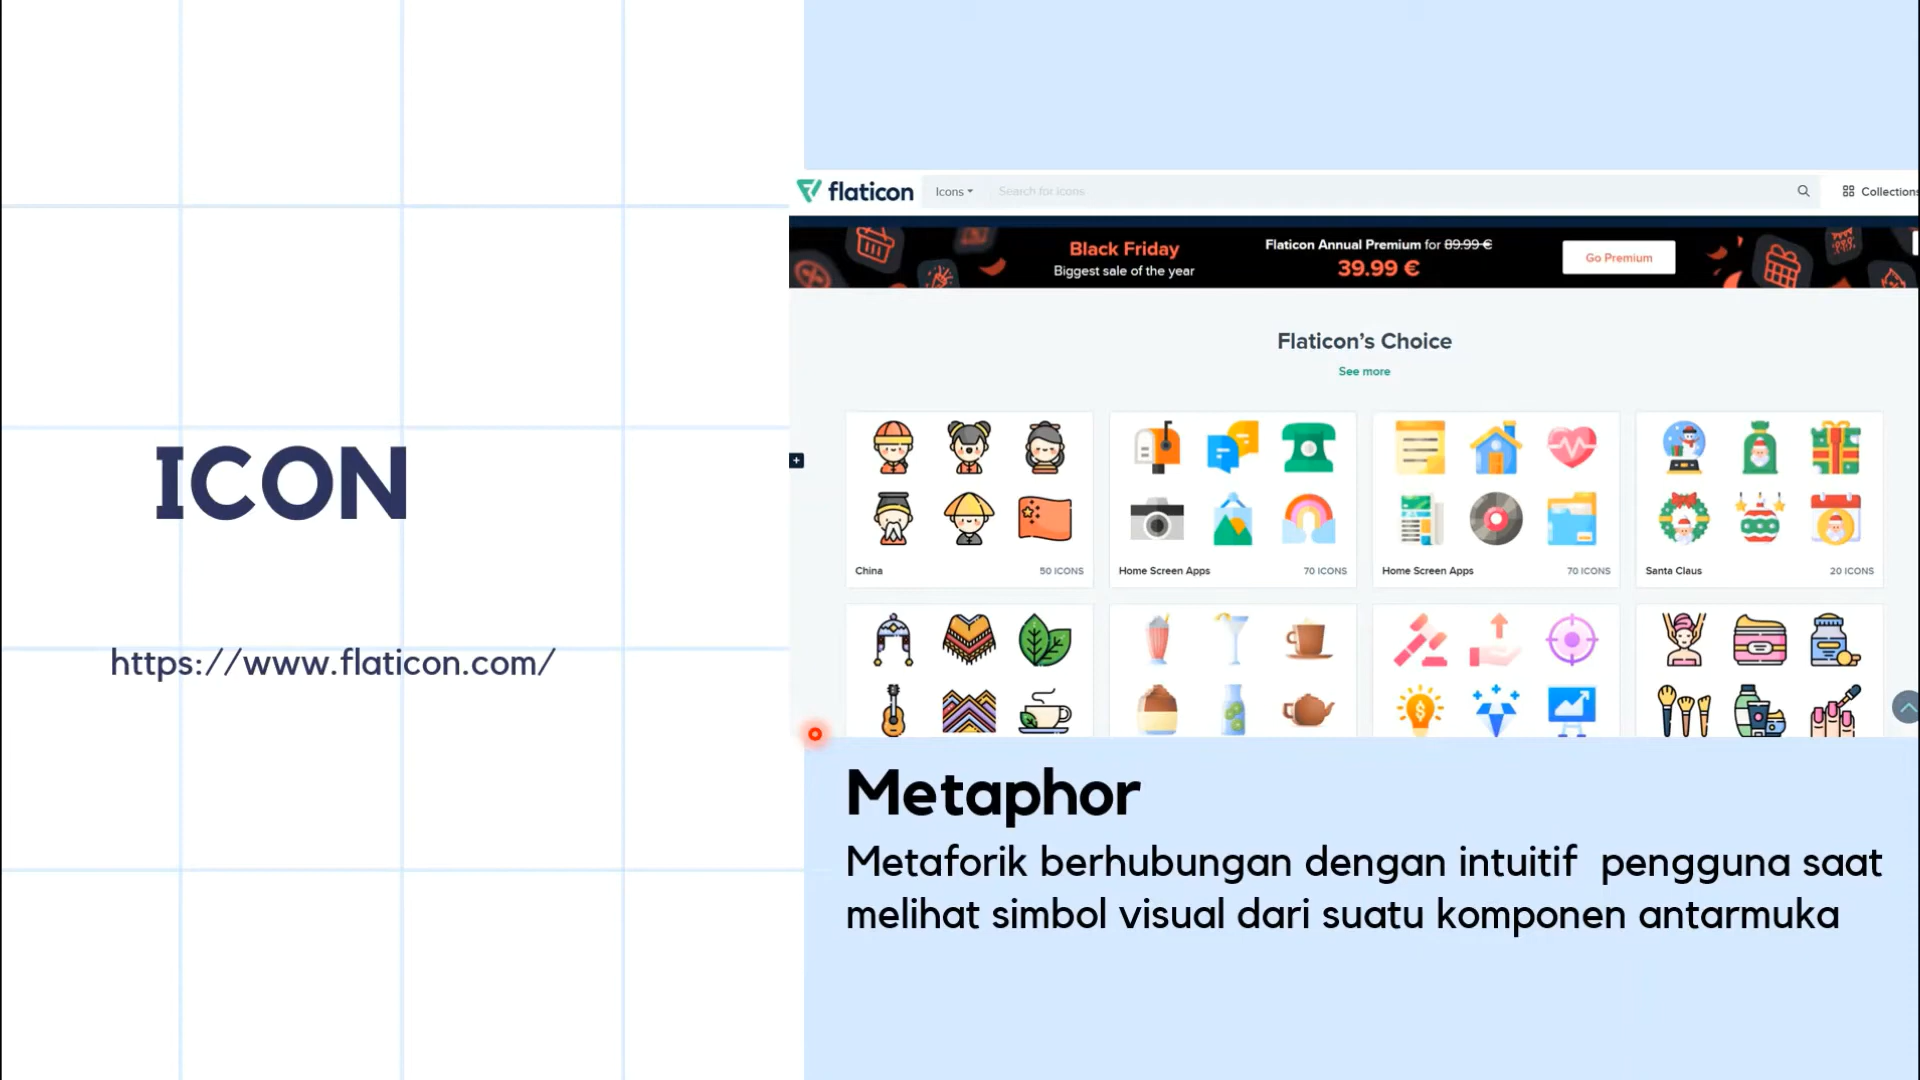 ICON
https://www.flaticon.com/
flaticon
Icons
Search for icons
Collections
Black Friday
Biggest sale of the year
Flaticon Annual Premium for 89.99 €
39.99 €
Go Premium
Flaticon's Choice
See more
China 50 ICONS
Home Screen Apps 70 ICONS
Home Screen Apps 70 ICONS
Santa Claus 20 ICONS
Metaphor
Metaforik berhubungan dengan intuitif pengguna saat
melihat simbol visual dari suatu komponen antarmuka